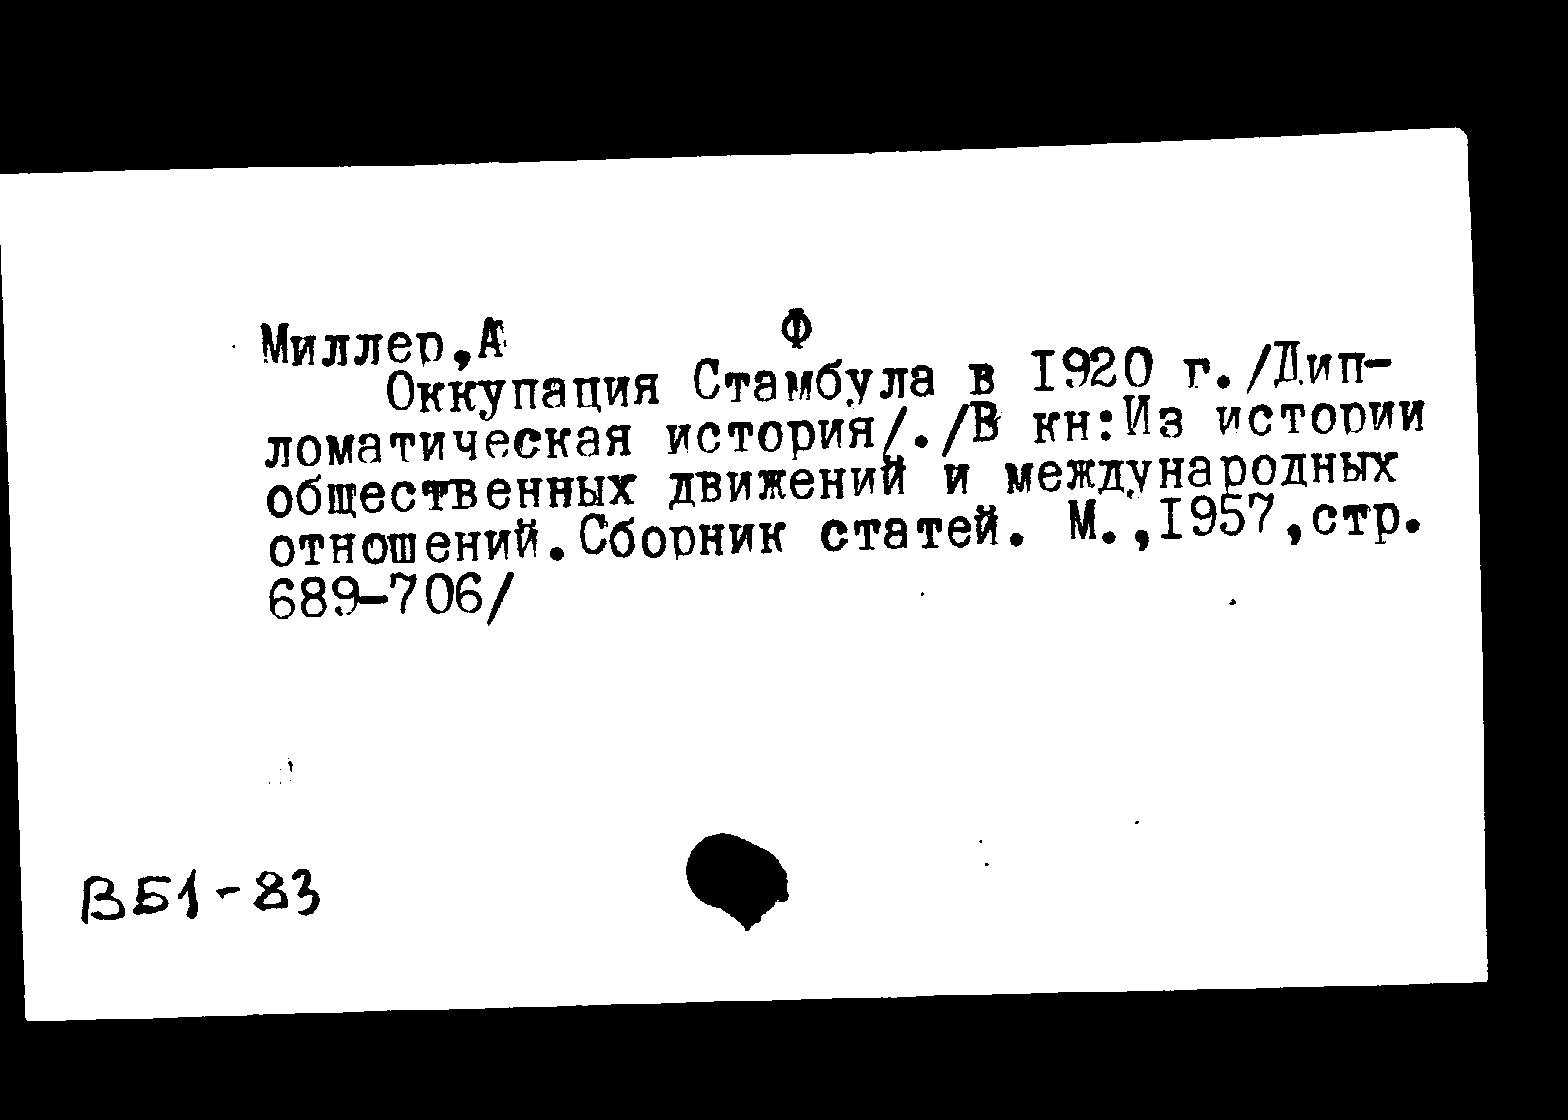 Миллер,А Ф
Оккупация Стамбула в 1920 г./Дип-
ломатическая история/./В кн:Из истории
общественных движений и международных
отношений.Сборник статей. М.,1957,стр.
689-706/
ВБ1-83